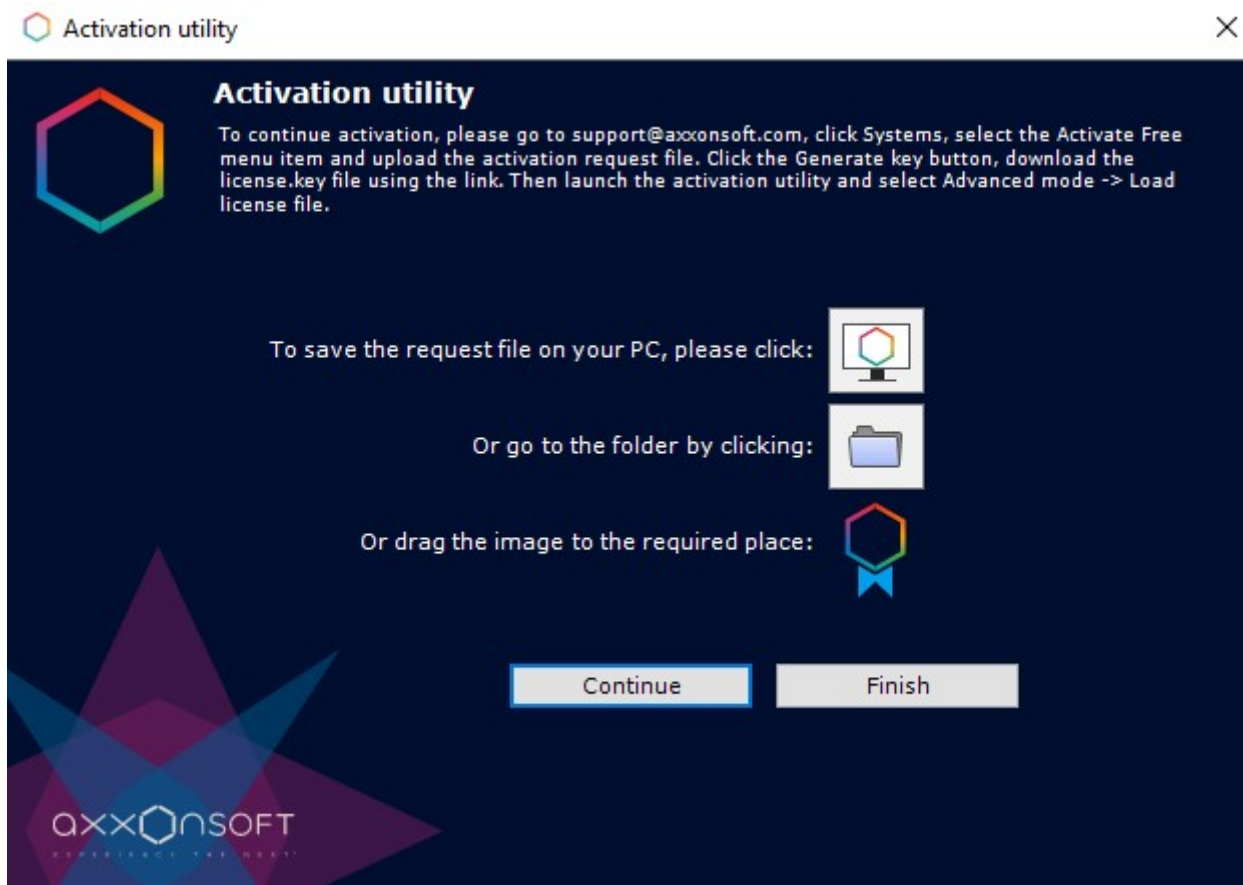 Activation utility
Activation utility
To continue activation, please go to support@axxonsoft.com, click Systems, select the Activate Free
menu item and upload the activation request file. Click the Generate key button, download the
license.key file using the link. Then launch the activation utility and select Advanced mode -> Load
license file.
To save the request file on your PC, please click:
Or go to the folder by clicking:
Or drag the image to the required place:
Continue Finish
axxonsoft
EXPERIENCE THE NEXT